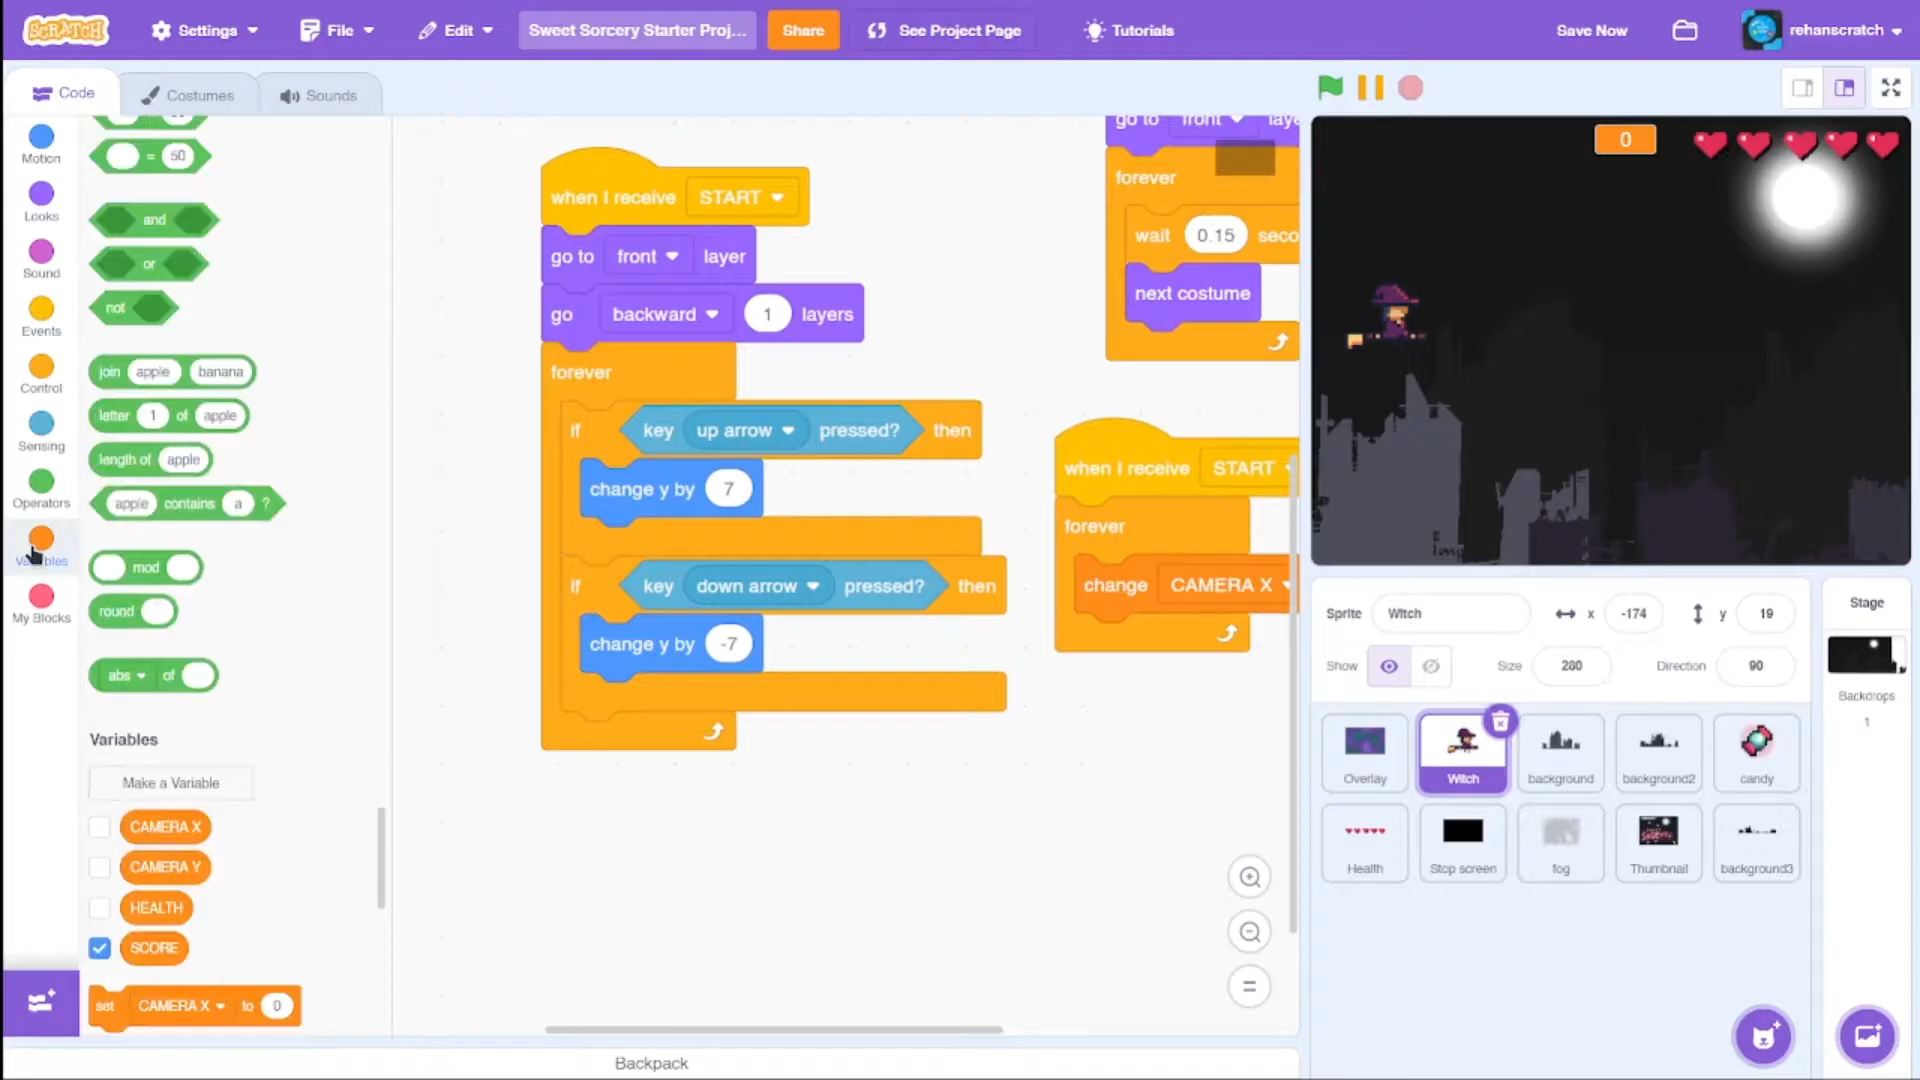 SCRATCH
Settings
File
Edit
Sweet Sorcery Starter Proj...
Share
See Project Page
Tutorials
Save Now
rehanscratch
Code
Costumes
Sounds
Motion
Looks
Sound
Events
Control
Sensing
Operators
Variables
My Blocks
= 50
and
or
not
join apple banana
letter 1 of apple
length of apple
apple contains a ?
mod
round
abs of
Variables
Make a Variable
CAMERA X
CAMERA Y
HEALTH
SCORE
set CAMERA X to 0
when I receive START
go to front layer
go backward 1 layers
forever
if key up arrow pressed? then
change y by 7
if key down arrow pressed? then
change y by -7
go to front laye
forever
wait 0.15 seco
next costume
when I receive START
forever
change CAMERA X
Backpack
0
Sprite Witch x -174 y 19
Show Size 280 Direction 90
Overlay
Witch
background
background2
candy
Health
Stop screen
fog
Thumbnail
background3
Stage
Backdrops
1